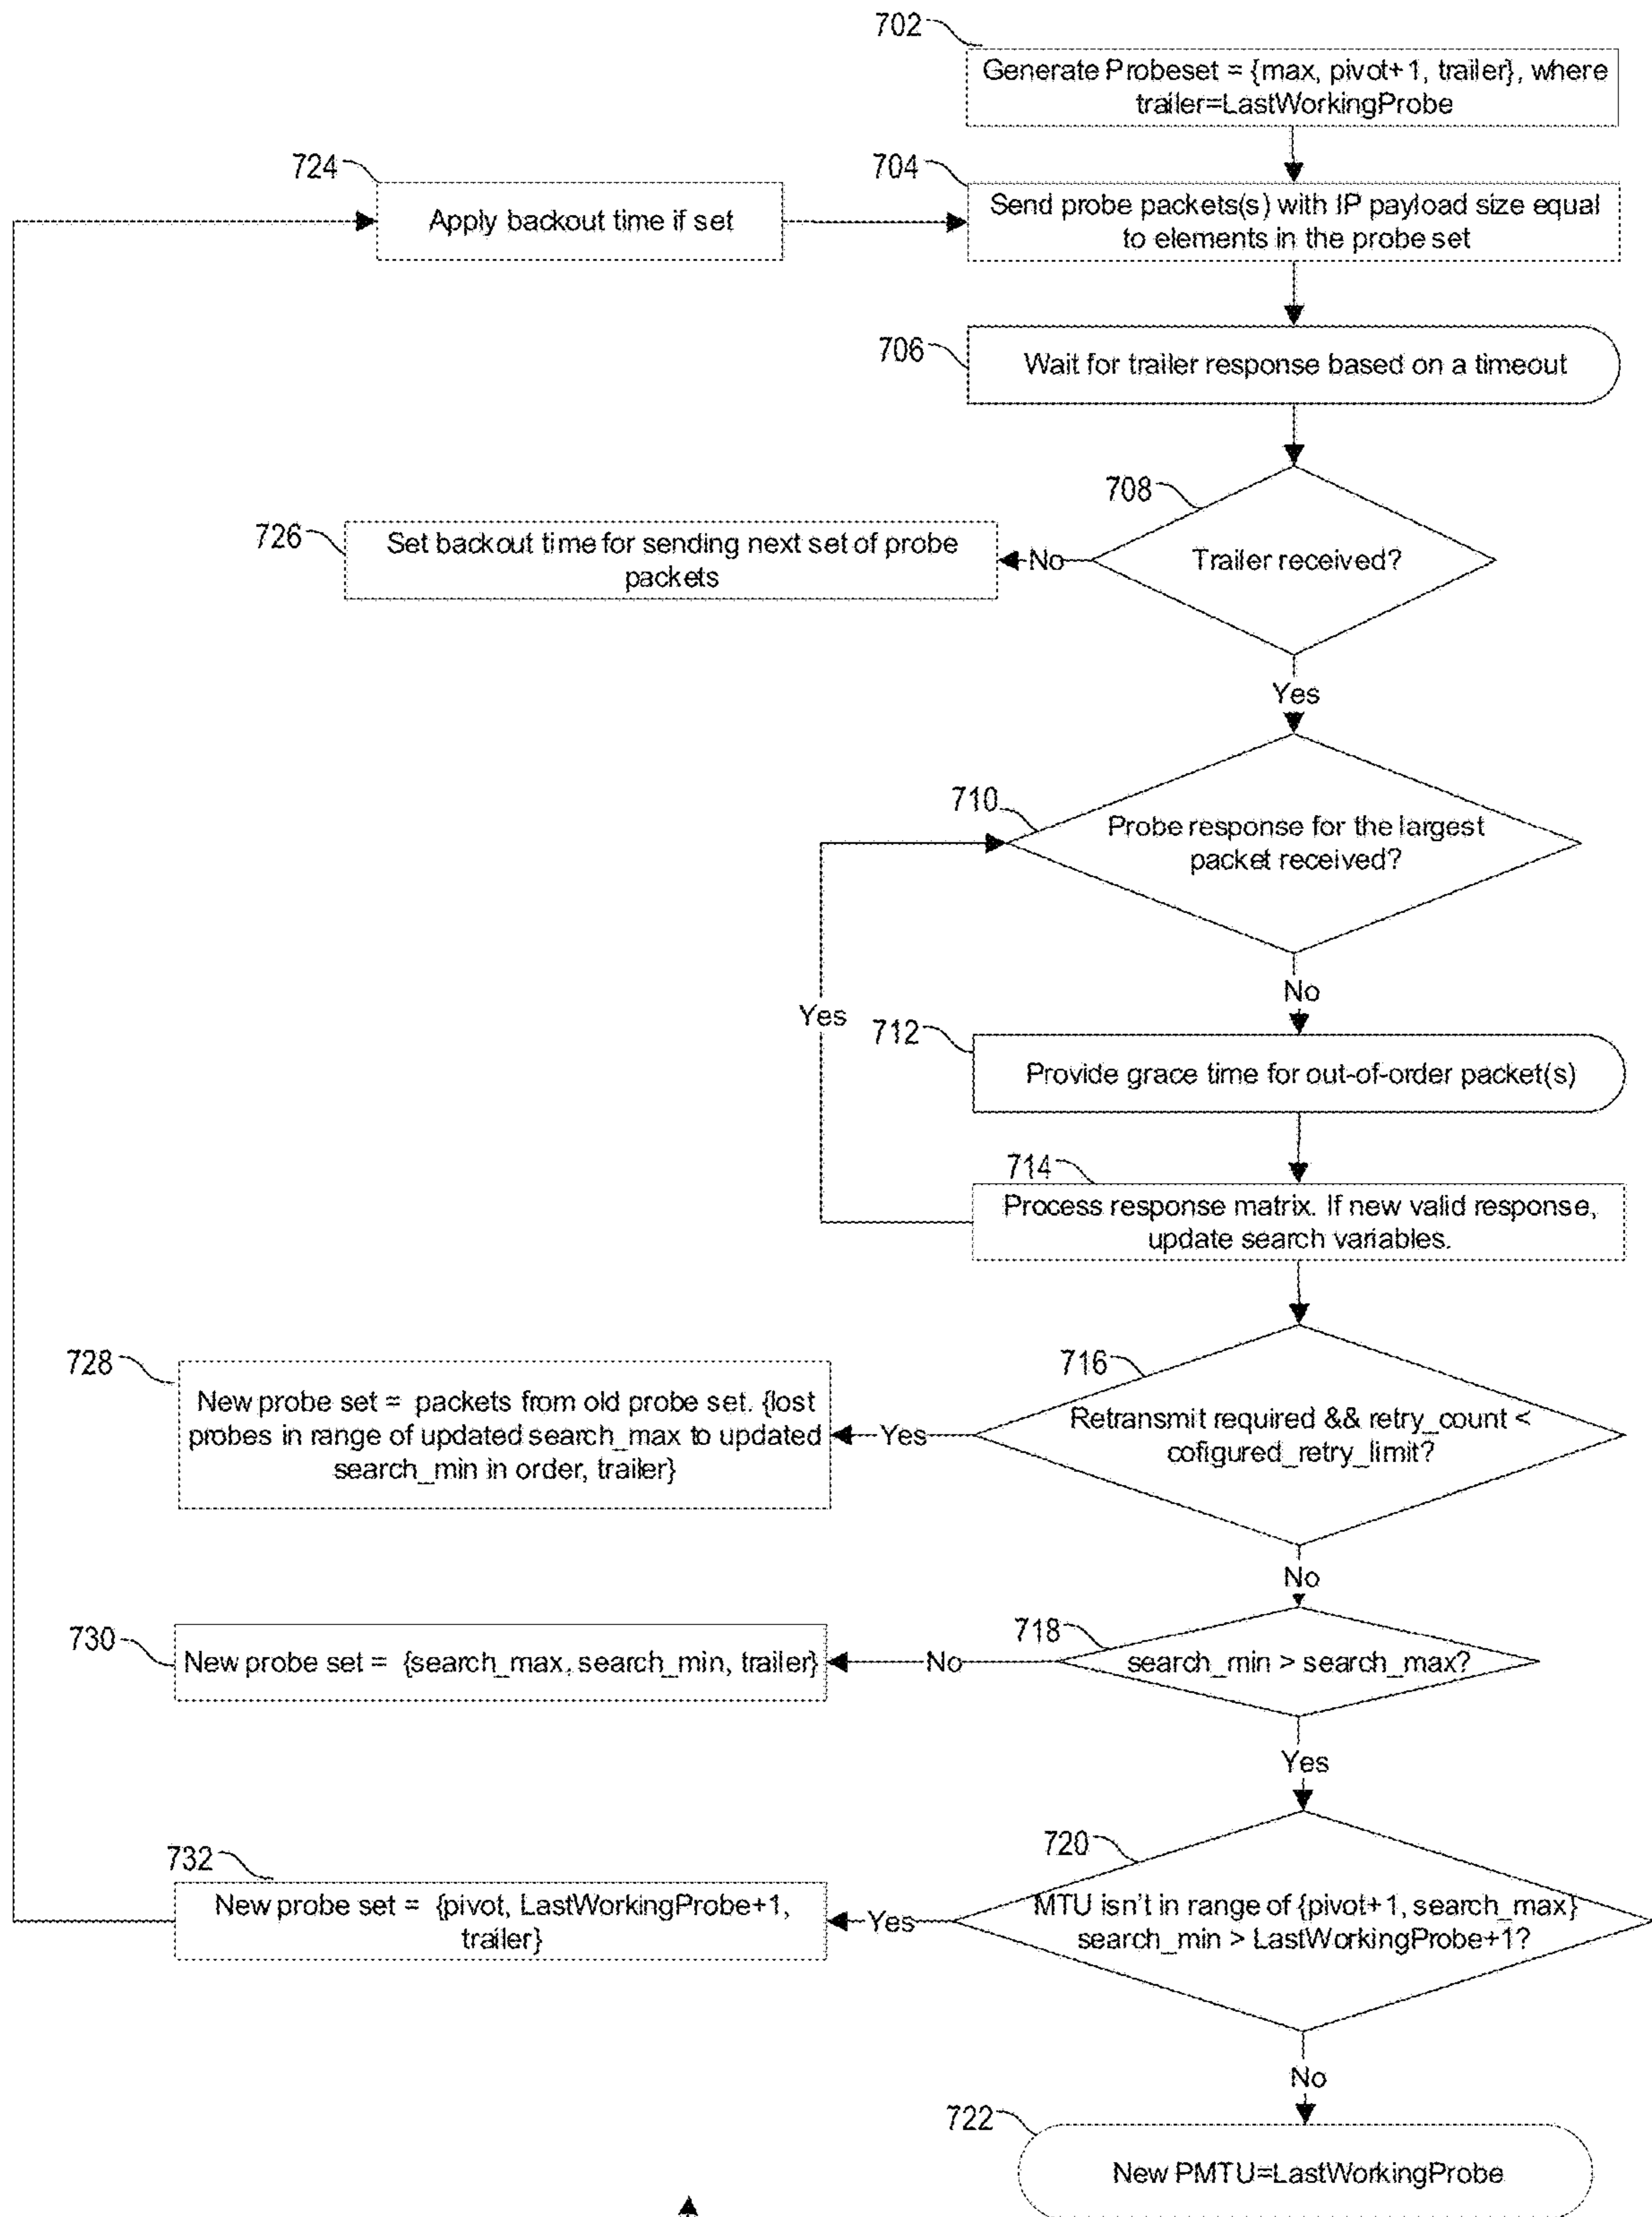 702
Generate Probeset = {max, pivot+1, trailer}, where
trailer=LastWorkingProbe
724
Apply backout time if set
704
Send probe packets(s) with IP payload size equal
to elements in the probe set
706
Wait for trailer response based on a timeout
708
Trailer received?
No
726
Set backout time for sending next set of probe
packets
Yes
710
Probe response for the largest
packet received?
No
Yes
712
Provide grace time for out-of-order packet(s)
714
Process response matrix. If new valid response,
update search variables.
716
Retransmit required && retry_count <
cofigured_retry_limit?
Yes
728
New probe set = packets from old probe set. {lost
probes in range of updated search_max to updated
search_min in order, trailer}
No
718
search_min > search_max?
No
730
New probe set = {search_max, search_min, trailer}
Yes
720
MTU isn't in range of {pivot+1, search_max}
search_min > LastWorkingProbe+1?
Yes
732
New probe set = {pivot, LastWorkingProbe+1,
trailer}
No
722
New PMTU=LastWorkingProbe